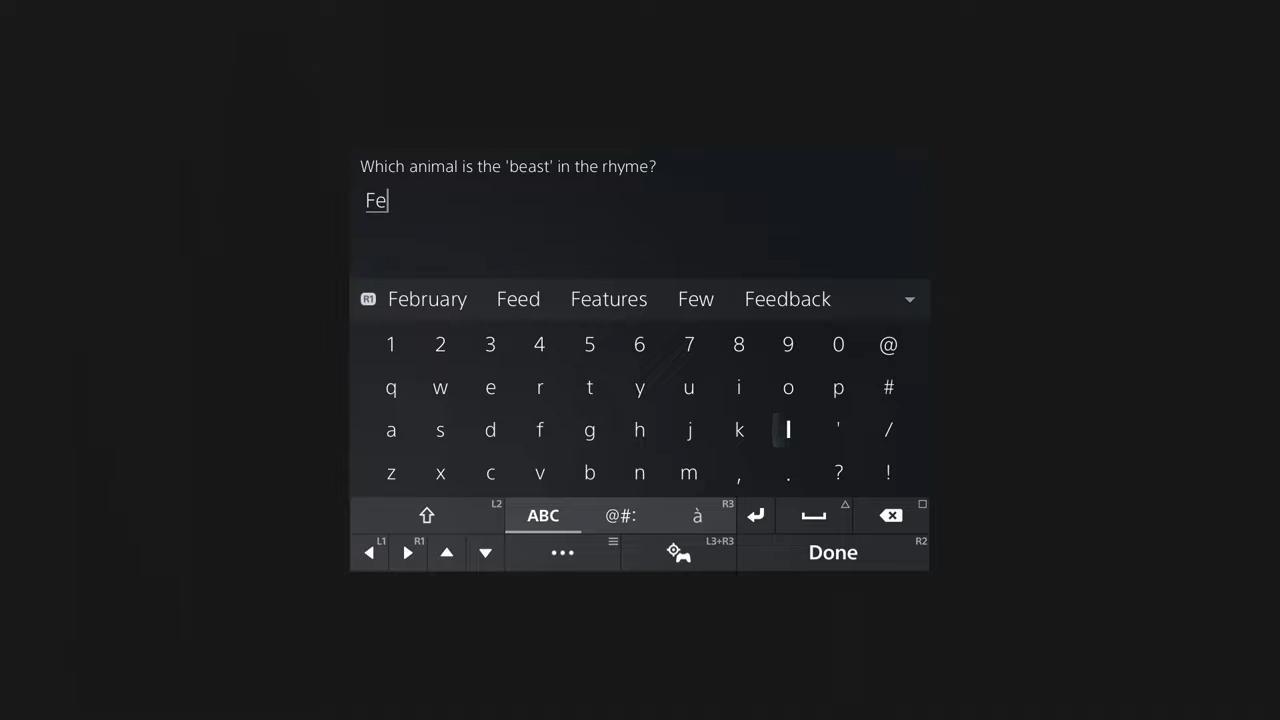 Which animal is the 'beast' in the rhyme?
Fe
R1 February Feed Features Few Feedback
1 2 3 4 5 6 7 8 9 0 @
q w e r t y u i o p #
a s d f g h j k l ' /
z x c v b n m , . ? !
L2 ABC @#: à R3
L1 R1 ... L3+R3 Done R2